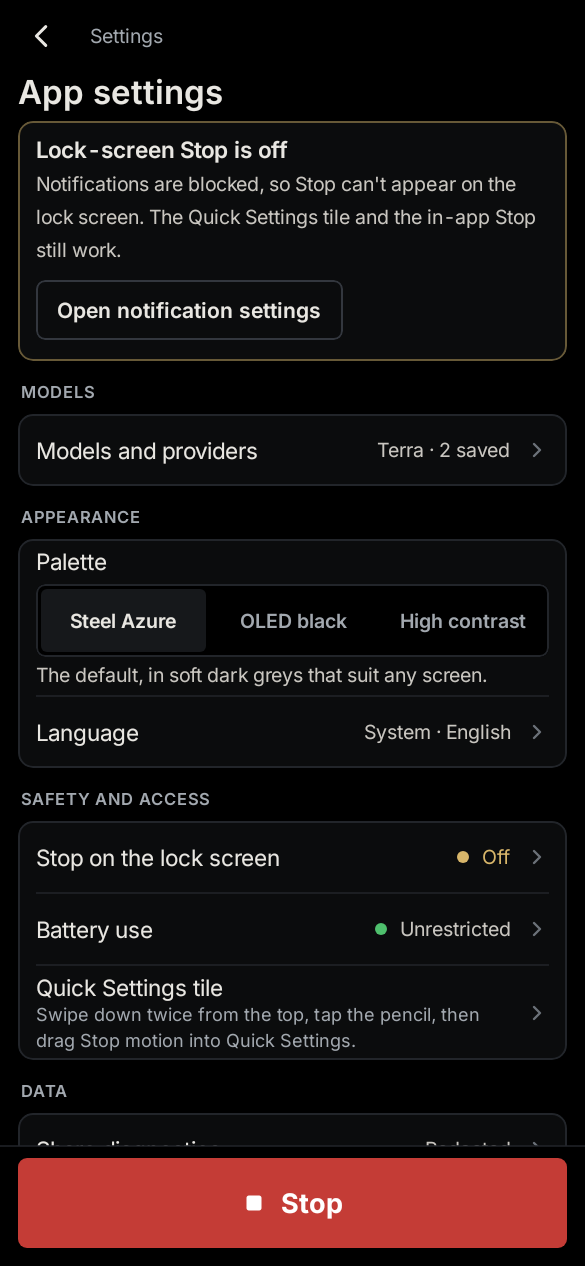 Settings
App settings
Lock-screen Stop is off
Notifications are blocked, so Stop can't appear on the
lock screen. The Quick Settings tile and the in-app Stop
still work.
Open notification settings
MODELS
Models and providers
Terra · 2 saved
APPEARANCE
Palette
Steel Azure
OLED black
High contrast
The default, in soft dark greys that suit any screen.
Language
System · English
SAFETY AND ACCESS
Stop on the lock screen
Off
Battery use
Unrestricted
Quick Settings tile
Swipe down twice from the top, tap the pencil, then
drag Stop motion into Quick Settings.
DATA
Stop